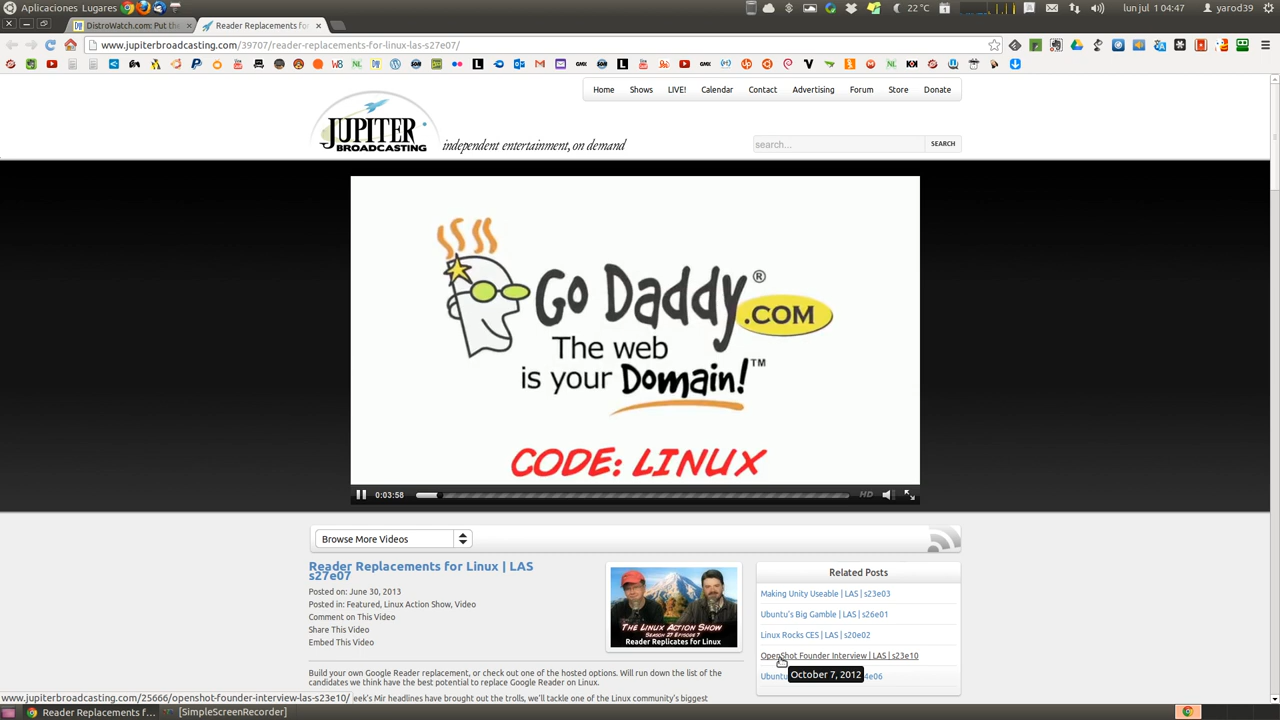 Aplicaciones Lugares
22°C
lun jul 1 04:47
yarod39
DistroWatch.com: Put the
Reader Replacements for
www.jupiterbroadcasting.com/39707/reader-replacements-for-linux-las-s27e07/
Home Shows LIVE! Calendar Contact Advertising Forum Store Donate
JUPITER
BROADCASTING
independent entertainment, on demand
search...
SEARCH
Go Daddy®
.COM
The web
is your Domain!™
CODE: LINUX
0:03:58
HD
Browse More Videos
Reader Replacements for Linux | LAS
s27e07
Posted on: June 30, 2013
Posted in: Featured, Linux Action Show, Video
Comment on This Video
Share This Video
Embed This Video
THE LINUX ACTION SHOW
SEASON 27 EPISODE 7
Reader Replicates for Linux
Related Posts
Making Unity Useable | LAS | s23e03
Ubuntu's Big Gamble | LAS | s26e01
Linux Rocks CES | LAS | s20e02
OpenShot Founder Interview | LAS | s23e10
October 7, 2012
Ubuntu 4e06
Build your own Google Reader replacement, or check out one of the hosted options. Will run down the list of the
candidates we think have the best potential to replace Google Reader on Linux.
eek's Mir headlines have brought out the trolls, we'll tackle one of the Linux community's biggest
www.jupiterbroadcasting.com/25666/openshot-founder-interview-las-s23e10/
Reader Replacements f...
[SimpleScreenRecorder]